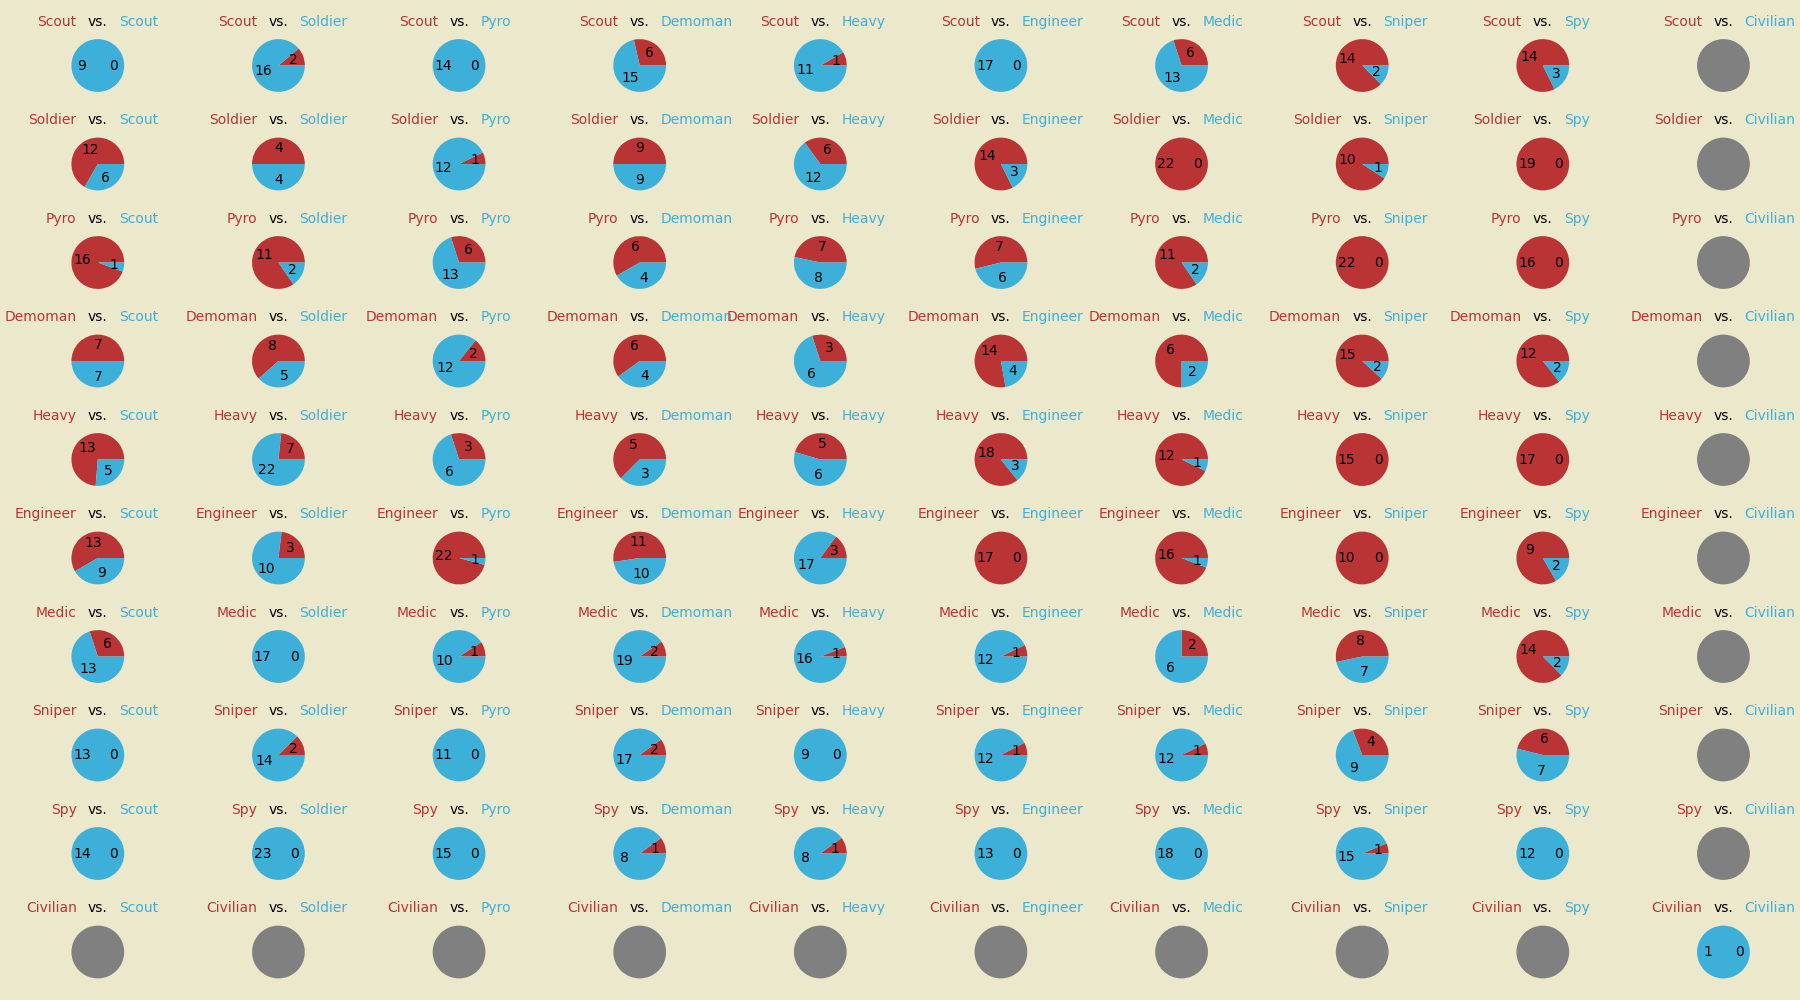 Scout vs. Scout Scout vs. Soldier Scout vs. Pyro Scout vs. Demoman Scout vs. Heavy Scout vs. Engineer Scout vs. Medic Scout vs. Sniper Scout vs. Spy Scout vs. Civilian
9 0 16 2 14 0 15 6 11 1 17 0 13 6 14 2 14 3
Soldier vs. Scout Soldier vs. Soldier Soldier vs. Pyro Soldier vs. Demoman Soldier vs. Heavy Soldier vs. Engineer Soldier vs. Medic Soldier vs. Sniper Soldier vs. Spy Soldier vs. Civilian
12 6 4 4 12 1 9 9 6 12 14 3 22 0 10 1 19 0
Pyro vs. Scout Pyro vs. Soldier Pyro vs. Pyro Pyro vs. Demoman Pyro vs. Heavy Pyro vs. Engineer Pyro vs. Medic Pyro vs. Sniper Pyro vs. Spy Pyro vs. Civilian
16 1 11 2 6 13 6 4 7 8 7 6 11 2 22 0 16 0
Demoman vs. Scout Demoman vs. Soldier Demoman vs. Pyro Demoman vs. Demoman Demoman vs. Heavy Demoman vs. Engineer Demoman vs. Medic Demoman vs. Sniper Demoman vs. Spy Demoman vs. Civilian
7 7 8 5 12 2 6 4 3 6 14 4 6 2 15 2 12 2
Heavy vs. Scout Heavy vs. Soldier Heavy vs. Pyro Heavy vs. Demoman Heavy vs. Heavy Heavy vs. Engineer Heavy vs. Medic Heavy vs. Sniper Heavy vs. Spy Heavy vs. Civilian
13 5 22 7 6 3 5 3 5 6 18 3 12 1 15 0 17 0
Engineer vs. Scout Engineer vs. Soldier Engineer vs. Pyro Engineer vs. Demoman Engineer vs. Heavy Engineer vs. Engineer Engineer vs. Medic Engineer vs. Sniper Engineer vs. Spy Engineer vs. Civilian
13 9 10 3 22 1 11 10 17 3 17 0 16 1 10 0 9 2
Medic vs. Scout Medic vs. Soldier Medic vs. Pyro Medic vs. Demoman Medic vs. Heavy Medic vs. Engineer Medic vs. Medic Medic vs. Sniper Medic vs. Spy Medic vs. Civilian
13 6 17 0 10 1 19 2 16 1 12 1 6 2 8 7 14 2
Sniper vs. Scout Sniper vs. Soldier Sniper vs. Pyro Sniper vs. Demoman Sniper vs. Heavy Sniper vs. Engineer Sniper vs. Medic Sniper vs. Sniper Sniper vs. Spy Sniper vs. Civilian
13 0 14 2 11 0 17 2 9 0 12 1 12 1 9 4 6 7
Spy vs. Scout Spy vs. Soldier Spy vs. Pyro Spy vs. Demoman Spy vs. Heavy Spy vs. Engineer Spy vs. Medic Spy vs. Sniper Spy vs. Spy Spy vs. Civilian
14 0 23 0 15 0 8 1 8 1 13 0 18 0 15 1 12 0
Civilian vs. Scout Civilian vs. Soldier Civilian vs. Pyro Civilian vs. Demoman Civilian vs. Heavy Civilian vs. Engineer Civilian vs. Medic Civilian vs. Sniper Civilian vs. Spy Civilian vs. Civilian
1 0